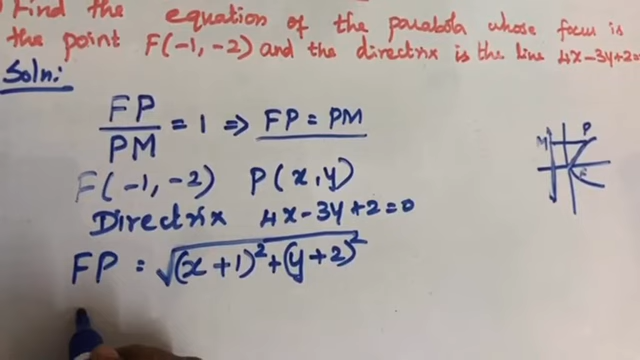 Find the equation of the parabola whose focus is
the point F(-1, -2) and the directrix is the line 4x-3y+2=
Soln:
FP/PM = 1 ⇒ FP = PM
F(-1, -2) P(x,y)
Directrix 4x-3y+2=0
FP = √(x+1)²+(y+2)²
M P